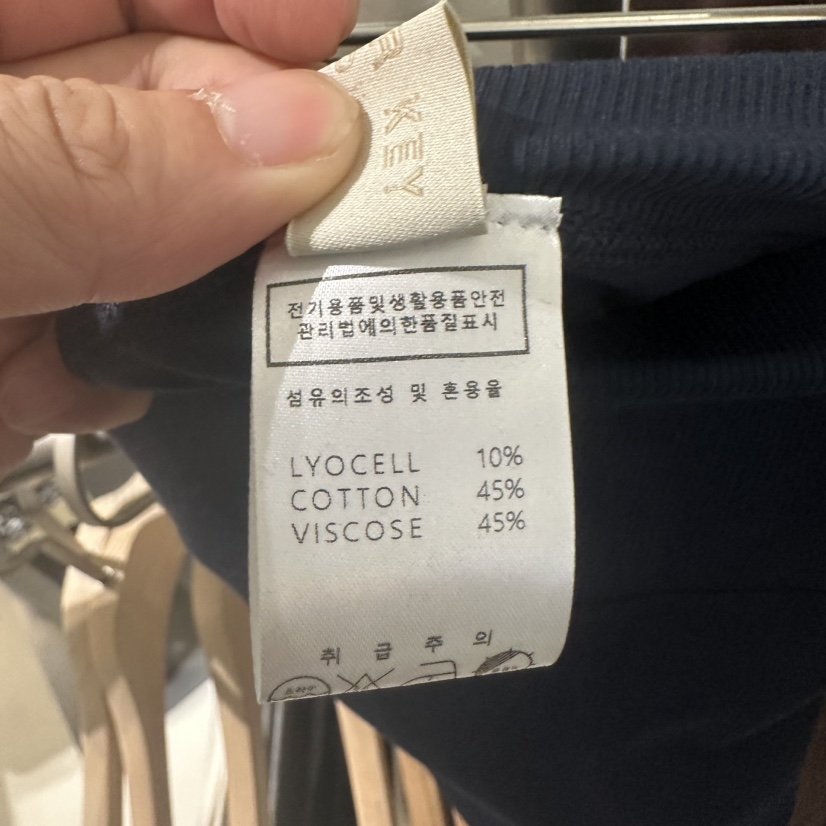 KEY
전기용품및생활용품안전
관리법에의한품질표시
섬유의조성 및 혼용율
LYOCELL 10%
COTTON 45%
VISCOSE 45%
취급주의